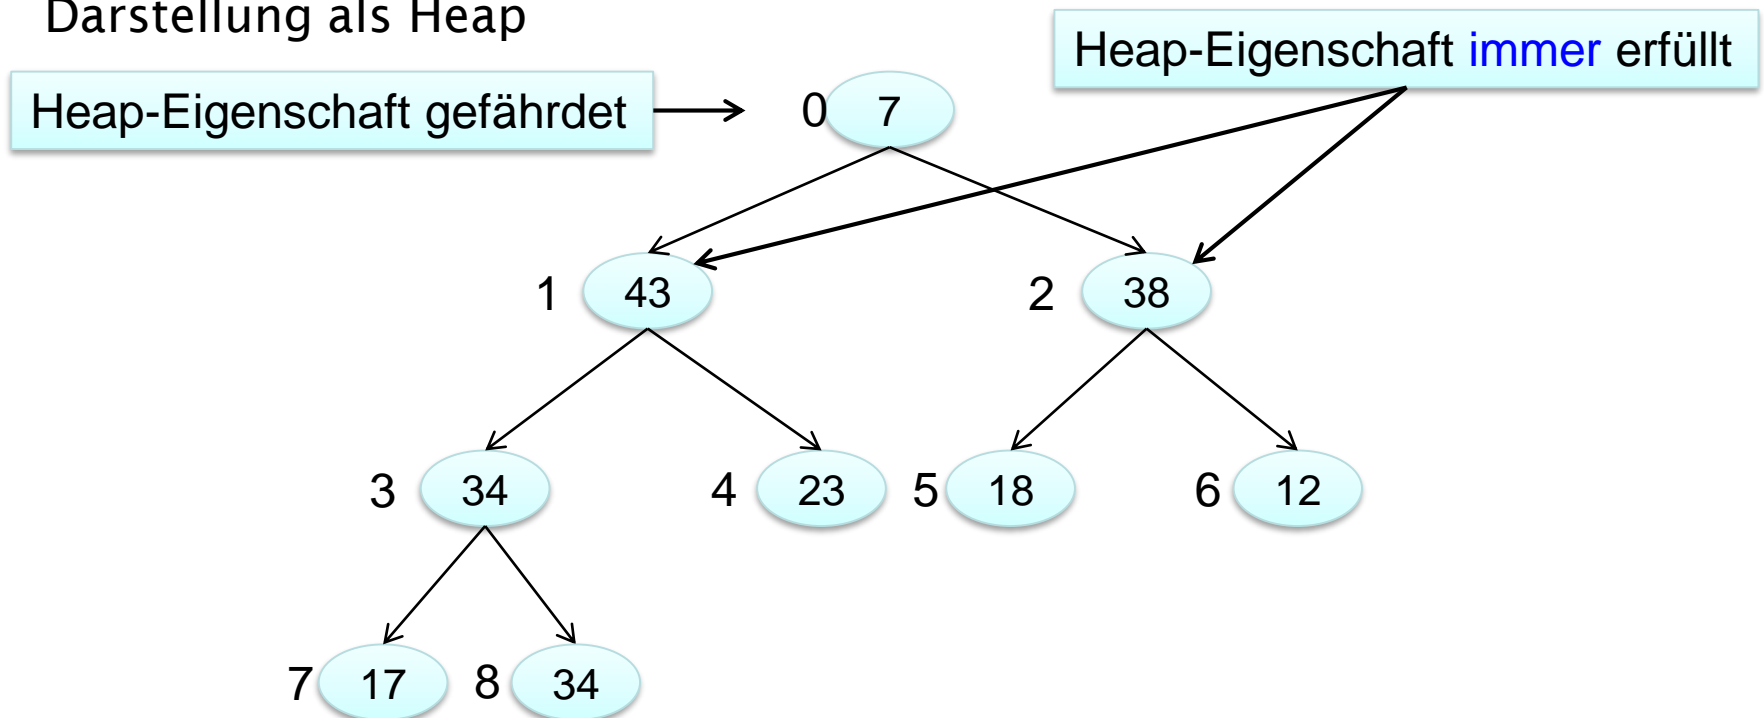 Darstellung als Heap
Heap-Eigenschaft immer erfüllt
Heap-Eigenschaft gefährdet
0 7
1 43 2 38
3 34 4 23 5 18 6 12
7 17 8 34